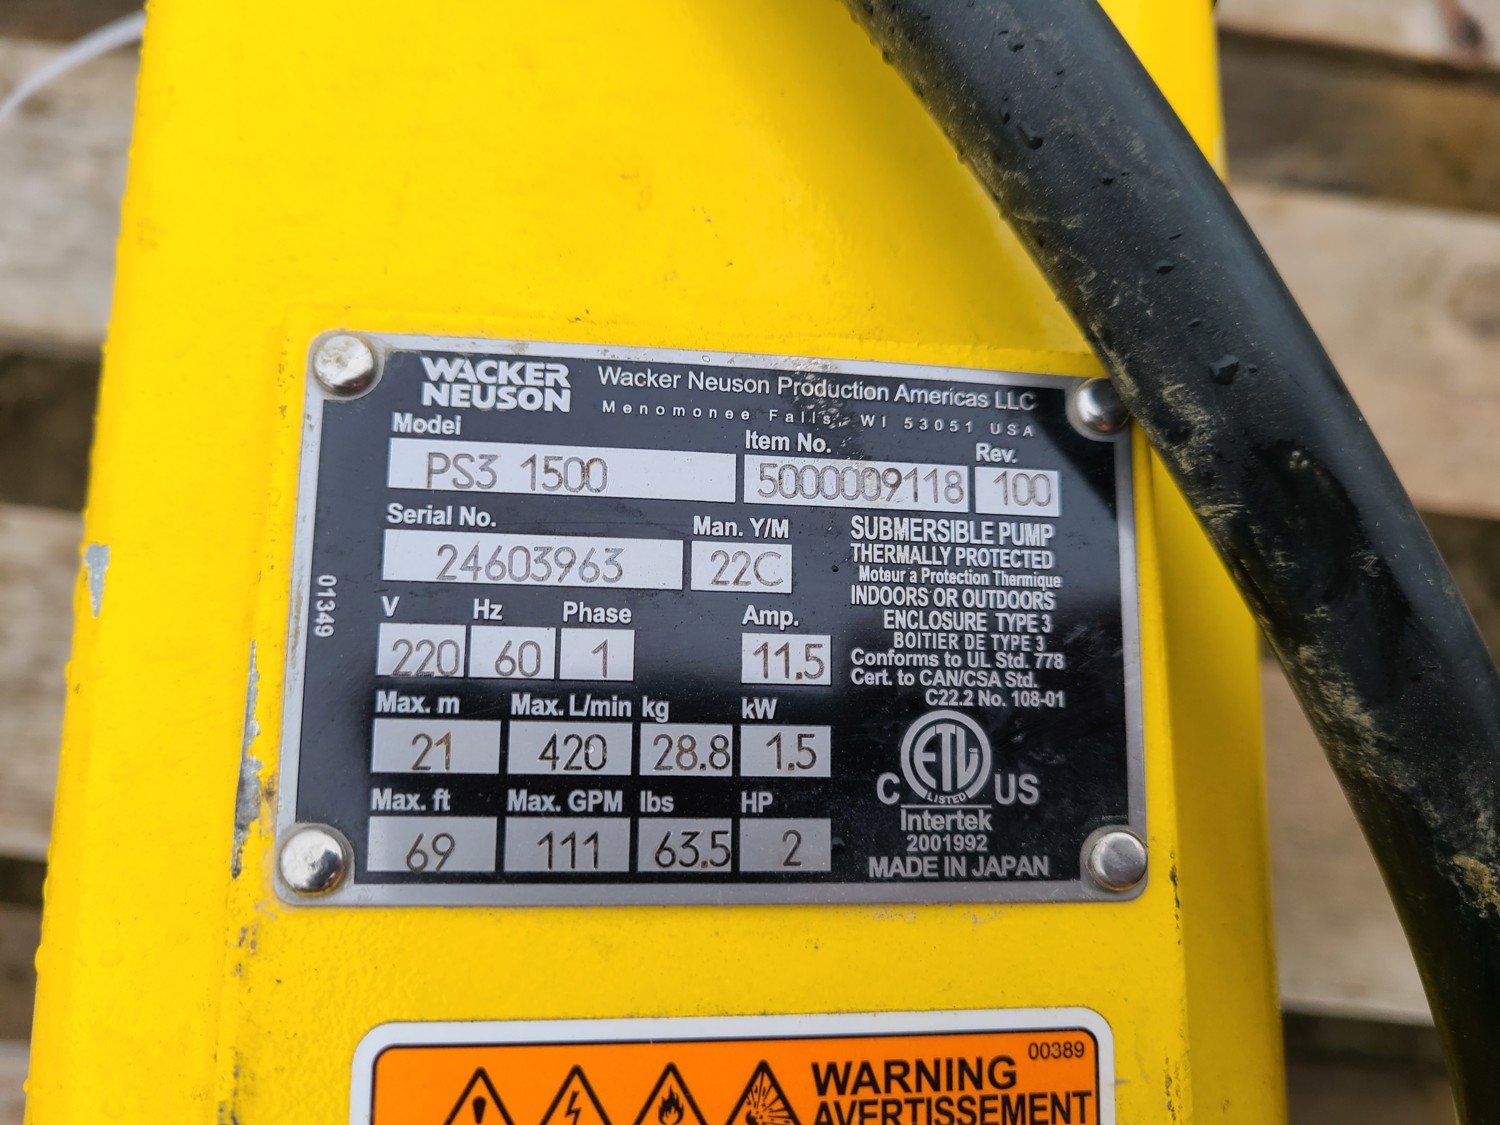 WACKER
NEUSON
Wacker Neuson Production Americas LLC
Menomonee Falls, WI 53051 USA
Model
Item No.
Rev.
PS3 1500
5000009118
100
Serial No.
Man. Y/M
24603963
22C
SUBMERSIBLE PUMP
THERMALLY PROTECTED
Moteur a Protection Thermique
INDOORS OR OUTDOORS
ENCLOSURE TYPE 3
BOITIER DE TYPE 3
Conforms to UL Std. 778
Cert. to CAN/CSA Std.
C22.2 No. 108-01
01349
V
Hz
Phase
Amp.
220
60
1
11.5
Max. m
Max. L/min
kg
kW
21
420
28.8
1.5
Max. ft
Max. GPM
lbs
HP
69
111
63.5
2
ETL
LISTED
C
US
Intertek
2001992
MADE IN JAPAN
00389
WARNING
AVERTISSEMENT